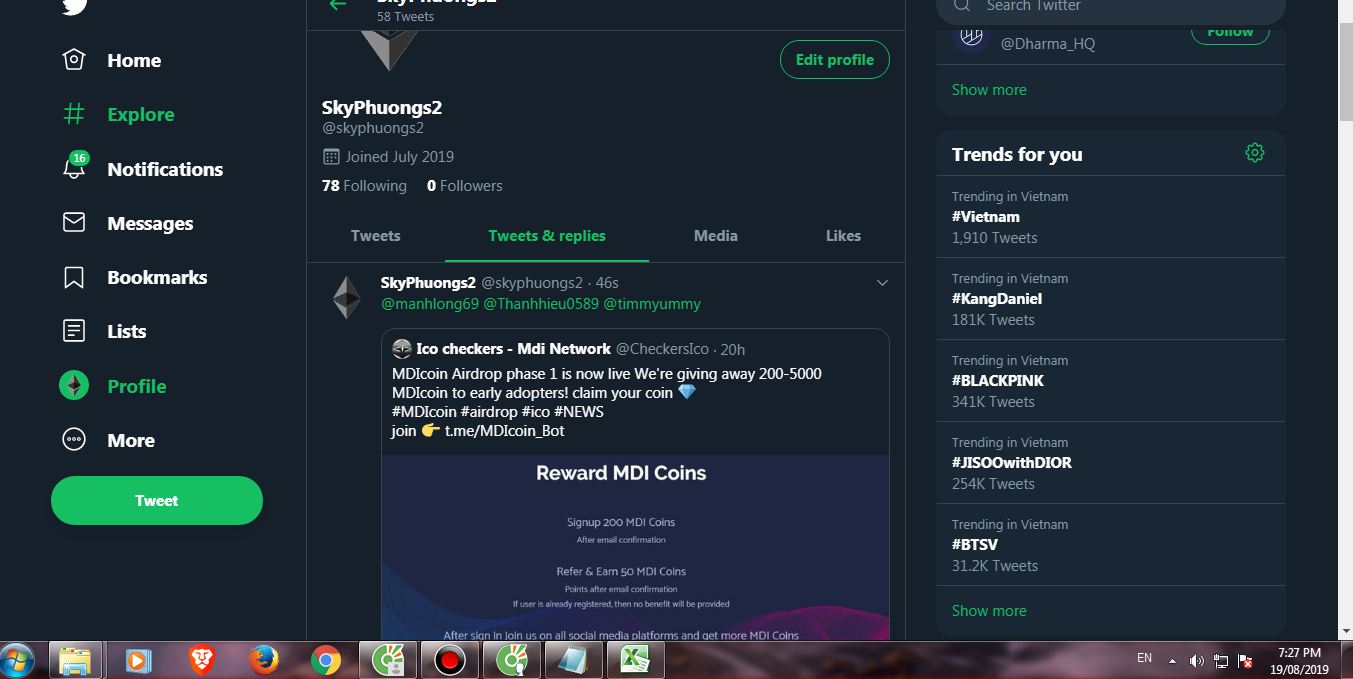 SkyPhuongs2
58 Tweets
Search Twitter
Home
Explore
16
Notifications
Messages
Bookmarks
Lists
Profile
More
Tweet
Edit profile
SkyPhuongs2
@skyphuongs2
Joined July 2019
78 Following 0 Followers
Tweets Tweets & replies Media Likes
SkyPhuongs2 @skyphuongs2 · 46s
@manhlong69 @Thanhhieu0589 @timmyummy
Ico checkers - Mdi Network @CheckersIco · 20h
MDIcoin Airdrop phase 1 is now live We're giving away 200-5000
MDIcoin to early adopters! claim your coin 💎
#MDIcoin #airdrop #ico #NEWS
join 👉 t.me/MDIcoin_Bot
Reward MDI Coins
Signup 200 MDI Coins
After email confirmation
Refer & Earn 50 MDI Coins
Points after email confirmation
If user is already registered, then no benefit will be provided
After sign in join us on all social media platforms and get more MDI Coins
@Dharma_HQ
Follow
Show more
Trends for you
Trending in Vietnam
#Vietnam
1,910 Tweets
Trending in Vietnam
#KangDaniel
181K Tweets
Trending in Vietnam
#BLACKPINK
341K Tweets
Trending in Vietnam
#JISOOwithDIOR
254K Tweets
Trending in Vietnam
#BTSV
31.2K Tweets
Show more
EN
7:27 PM
19/08/2019